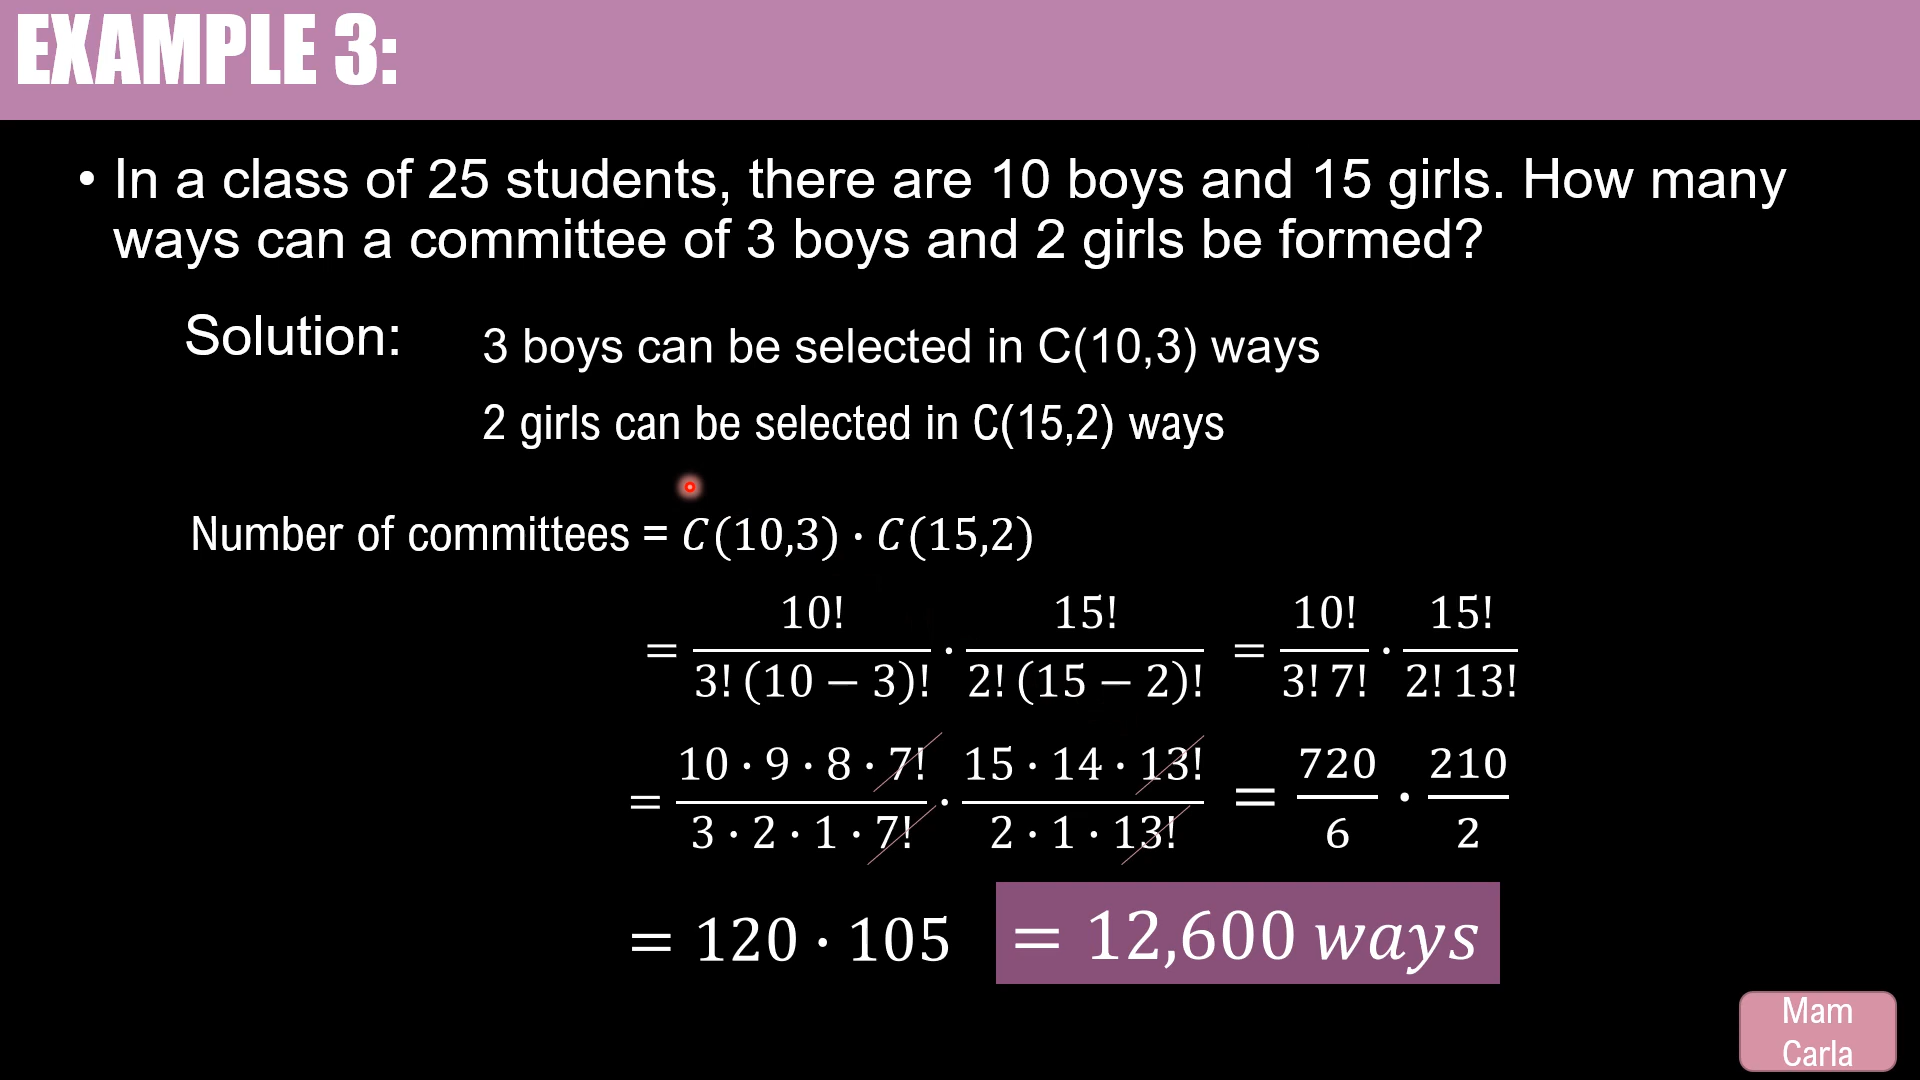 EXAMPLE 3:
• In a class of 25 students, there are 10 boys and 15 girls. How many
ways can a committee of 3 boys and 2 girls be formed?
Solution:
3 boys can be selected in C(10,3) ways
2 girls can be selected in C(15,2) ways
Number of committees = C(10,3) · C(15,2)
= 10! / 3! (10 − 3)! · 15! / 2! (15 − 2)! = 10! / 3! 7! · 15! / 2! 13!
= 10 · 9 · 8 · 7! / 3 · 2 · 1 · 7! · 15 · 14 · 13! / 2 · 1 · 13! = 720 / 6 · 210 / 2
= 120 · 105 = 12,600 ways
Mam
Carla